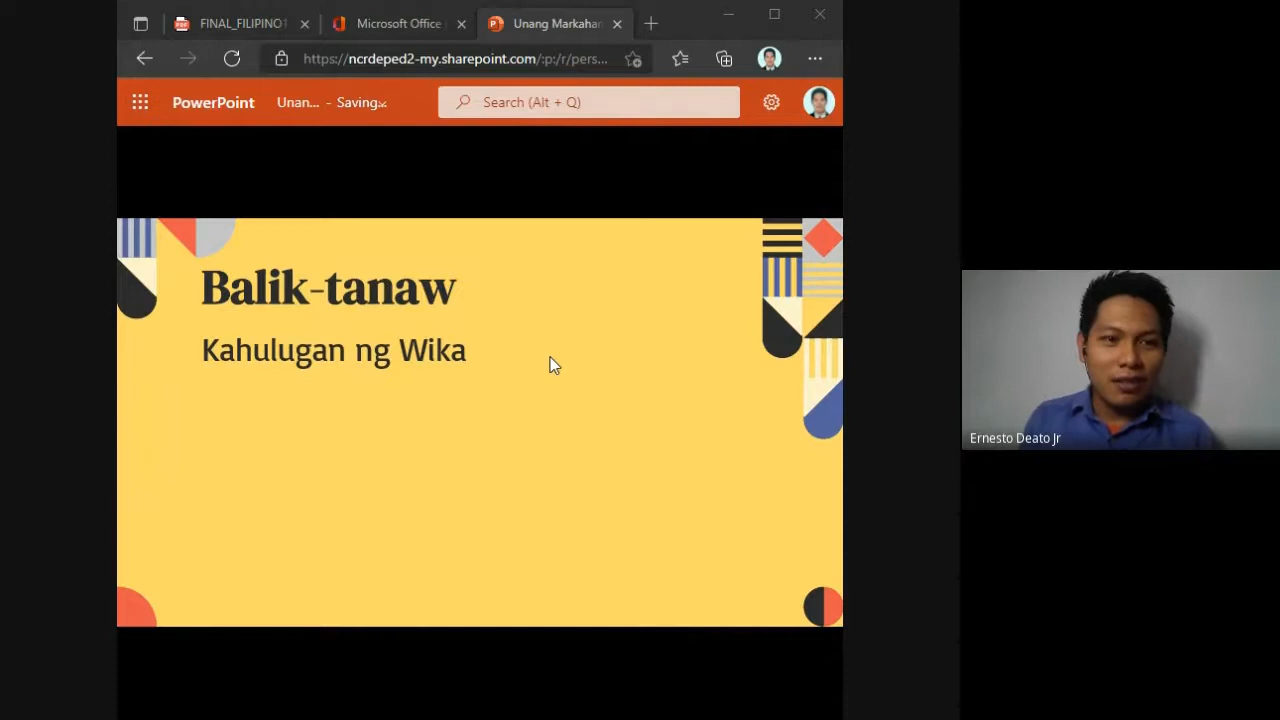 FINAL_FILIPINO1
Microsoft Office
Unang Markahan
https://ncrdeped2-my.sharepoint.com/:p:/r/pers...
PowerPoint
Unan... - Saving...
Search (Alt + Q)
Balik-tanaw
Kahulugan ng Wika
Ernesto Deato Jr